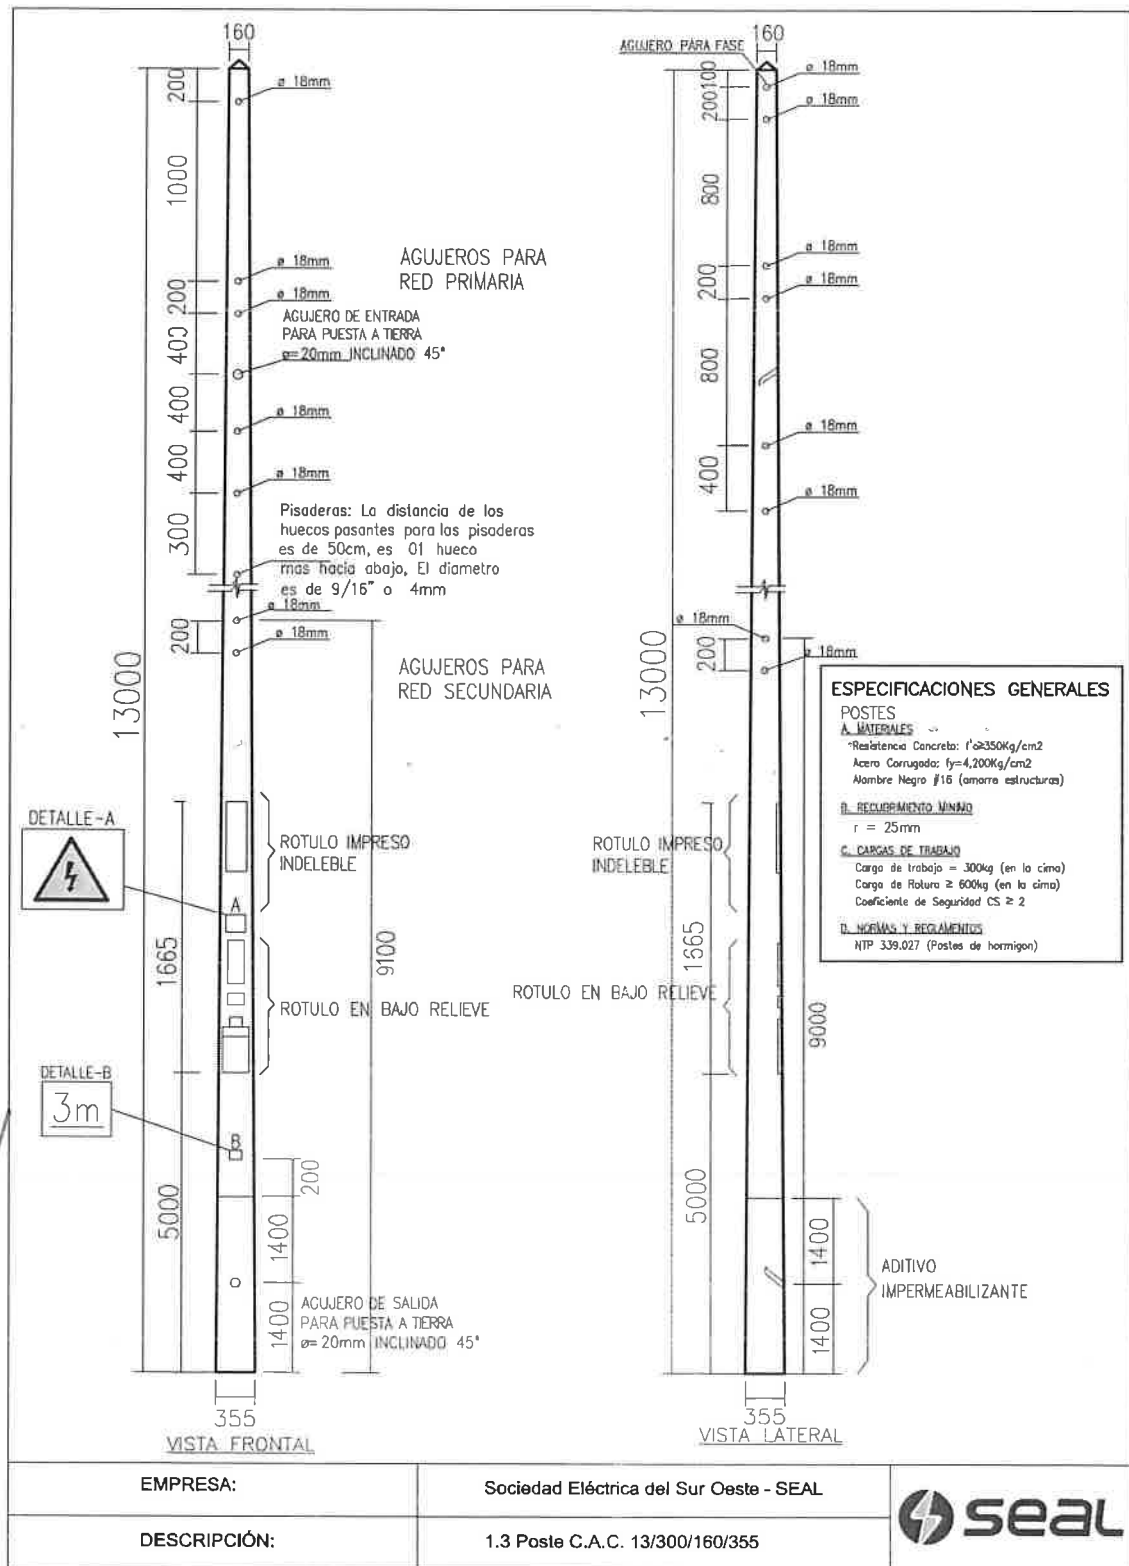 160
ø 18mm
200
1000
ø 18mm
200
ø 18mm
AGUJEROS PARA
RED PRIMARIA
AGUJERO DE ENTRADA
PARA PUESTA A TIERRA
ø=20mm INCLINADO 45°
400
400
ø 18mm
400
ø 18mm
300
Pisaderas: La distancia de los
huecos pasantes para las pisaderas
es de 50cm, es 01 hueco
mas hacia abajo, El diametro
es de 9/16" o 4mm
ø 18mm
200
ø 18mm
AGUJEROS PARA
RED SECUNDARIA
13000
DETALLE-A
ROTULO IMPRESO
INDELEBLE
A
1665
9100
ROTULO EN BAJO RELIEVE
DETALLE-B
3m
B
200
5000
1400
1400
AGUJERO DE SALIDA
PARA PUESTA A TIERRA
ø=20mm INCLINADO 45°
355
VISTA FRONTAL
160
AGUJERO PARA FASE
100
ø 18mm
200
ø 18mm
800
ø 18mm
200
ø 18mm
800
ø 18mm
400
ø 18mm
ø 18mm
200
ø 18mm
13000
ROTULO IMPRESO
INDELEBLE
1665
ROTULO EN BAJO RELIEVE
9000
5000
1400
1400
ADITIVO
IMPERMEABILIZANTE
355
VISTA LATERAL
ESPECIFICACIONES GENERALES
POSTES
A. MATERIALES
*Resistencia Concreto: f'c≥350Kg/cm2
Acero Corrugado: fy=4,200Kg/cm2
Alambre Negro #16 (amarre estructuras)
B. RECUBRIMIENTO MINIMO
r = 25mm
C. CARGAS DE TRABAJO
Carga de trabajo = 300kg (en la cima)
Carga de Rotura ≥ 600kg (en la cima)
Coeficiente de Seguridad CS ≥ 2
D. NORMAS Y REGLAMENTOS
NTP 339.027 (Postes de hormigon)
EMPRESA:
Sociedad Eléctrica del Sur Oeste - SEAL
DESCRIPCIÓN:
1.3 Poste C.A.C. 13/300/160/355
seal